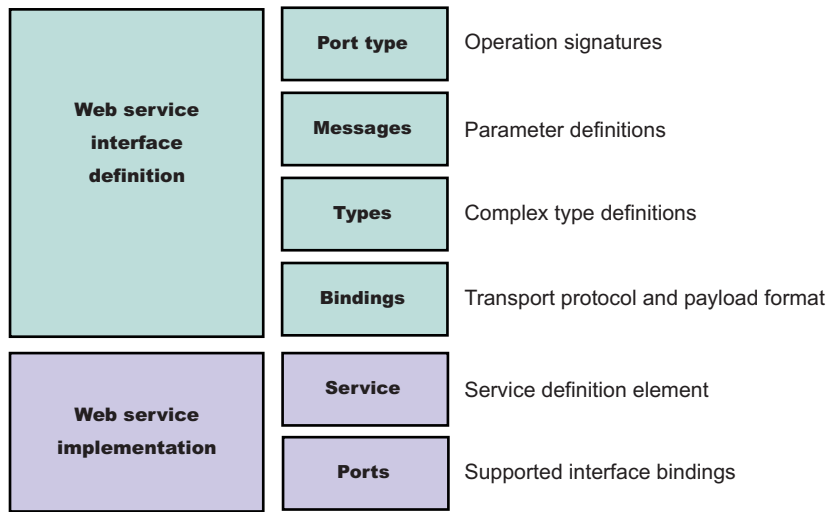 Web service
interface
definition
Port type
Operation signatures
Messages
Parameter definitions
Types
Complex type definitions
Bindings
Transport protocol and payload format
Web service
implementation
Service
Service definition element
Ports
Supported interface bindings